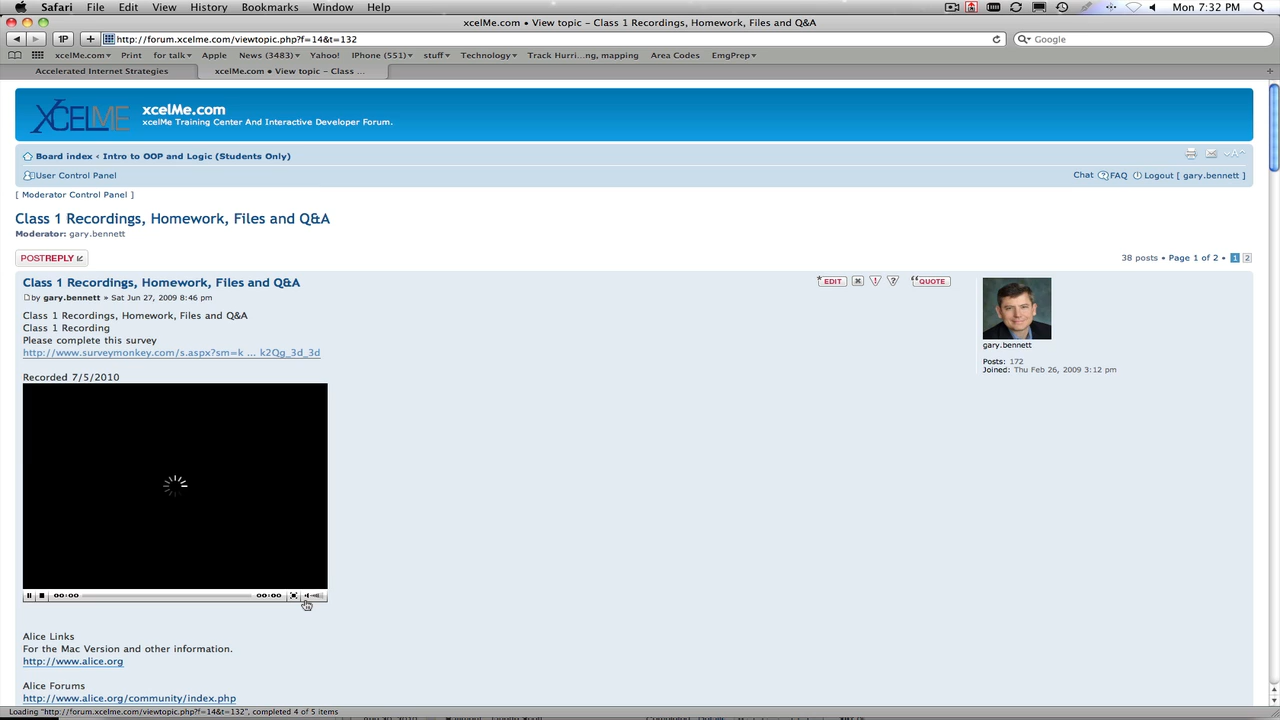 Safari File Edit View History Bookmarks Window Help Mon 7:32 PM
xcelMe.com • View topic – Class 1 Recordings, Homework, Files and Q&A
1P http://forum.xcelme.com/viewtopic.php?f=14&t=132 Google
xcelMe.com Print for talk Apple News (3483) Yahoo! IPhone (551) stuff Technology Track Hurri...ng, mapping Area Codes EmgPrep
Accelerated Internet Strategies xcelMe.com • View topic – Class ...
XCELME xcelMe.com
xcelMe Training Center And Interactive Developer Forum.
Board index ‹ Intro to OOP and Logic (Students Only)
User Control Panel Chat FAQ Logout [ gary.bennett ]
[ Moderator Control Panel ]
Class 1 Recordings, Homework, Files and Q&A
Moderator: gary.bennett
POSTREPLY 38 posts • Page 1 of 2 • 1 2
Class 1 Recordings, Homework, Files and Q&A EDIT QUOTE
by gary.bennett » Sat Jun 27, 2009 8:46 pm
Class 1 Recordings, Homework, Files and Q&A
Class 1 Recording
Please complete this survey
http://www.surveymonkey.com/s.aspx?sm=k ... k2Qg_3d_3d
gary.bennett
Posts: 172
Joined: Thu Feb 26, 2009 3:12 pm
Recorded 7/5/2010
00:00 00:00
Alice Links
For the Mac Version and other information.
http://www.alice.org
Alice Forums
http://www.alice.org/community/index.php
Loading "http://forum.xcelme.com/viewtopic.php?f=14&t=132", completed 4 of 5 items